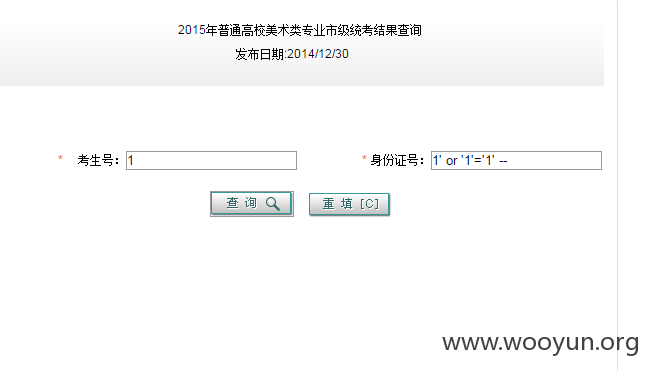 2015年普通高校美术类专业市级统考结果查询
发布日期:2014/12/30
* 考生号： 1 * 身份证号： 1' or '1'='1' --
查 询 重 填 [C]
www.wooyun.org